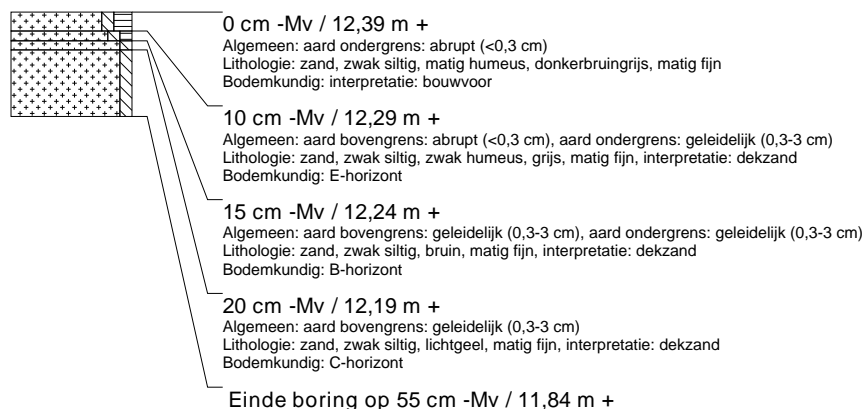 0 cm -Mv / 12,39 m +
Algemeen: aard ondergrens: abrupt (<0,3 cm)
Lithologie: zand, zwak siltig, matig humeus, donkerbruingrijs, matig fijn
Bodemkundig: interpretatie: bouwvoor
10 cm -Mv / 12,29 m +
Algemeen: aard bovengrens: abrupt (<0,3 cm), aard ondergrens: geleidelijk (0,3-3 cm)
Lithologie: zand, zwak siltig, zwak humeus, grijs, matig fijn, interpretatie: dekzand
Bodemkundig: E-horizont
15 cm -Mv / 12,24 m +
Algemeen: aard bovengrens: geleidelijk (0,3-3 cm), aard ondergrens: geleidelijk (0,3-3 cm)
Lithologie: zand, zwak siltig, bruin, matig fijn, interpretatie: dekzand
Bodemkundig: B-horizont
20 cm -Mv / 12,19 m +
Algemeen: aard bovengrens: geleidelijk (0,3-3 cm)
Lithologie: zand, zwak siltig, lichtgeel, matig fijn, interpretatie: dekzand
Bodemkundig: C-horizont
Einde boring op 55 cm -Mv / 11,84 m +